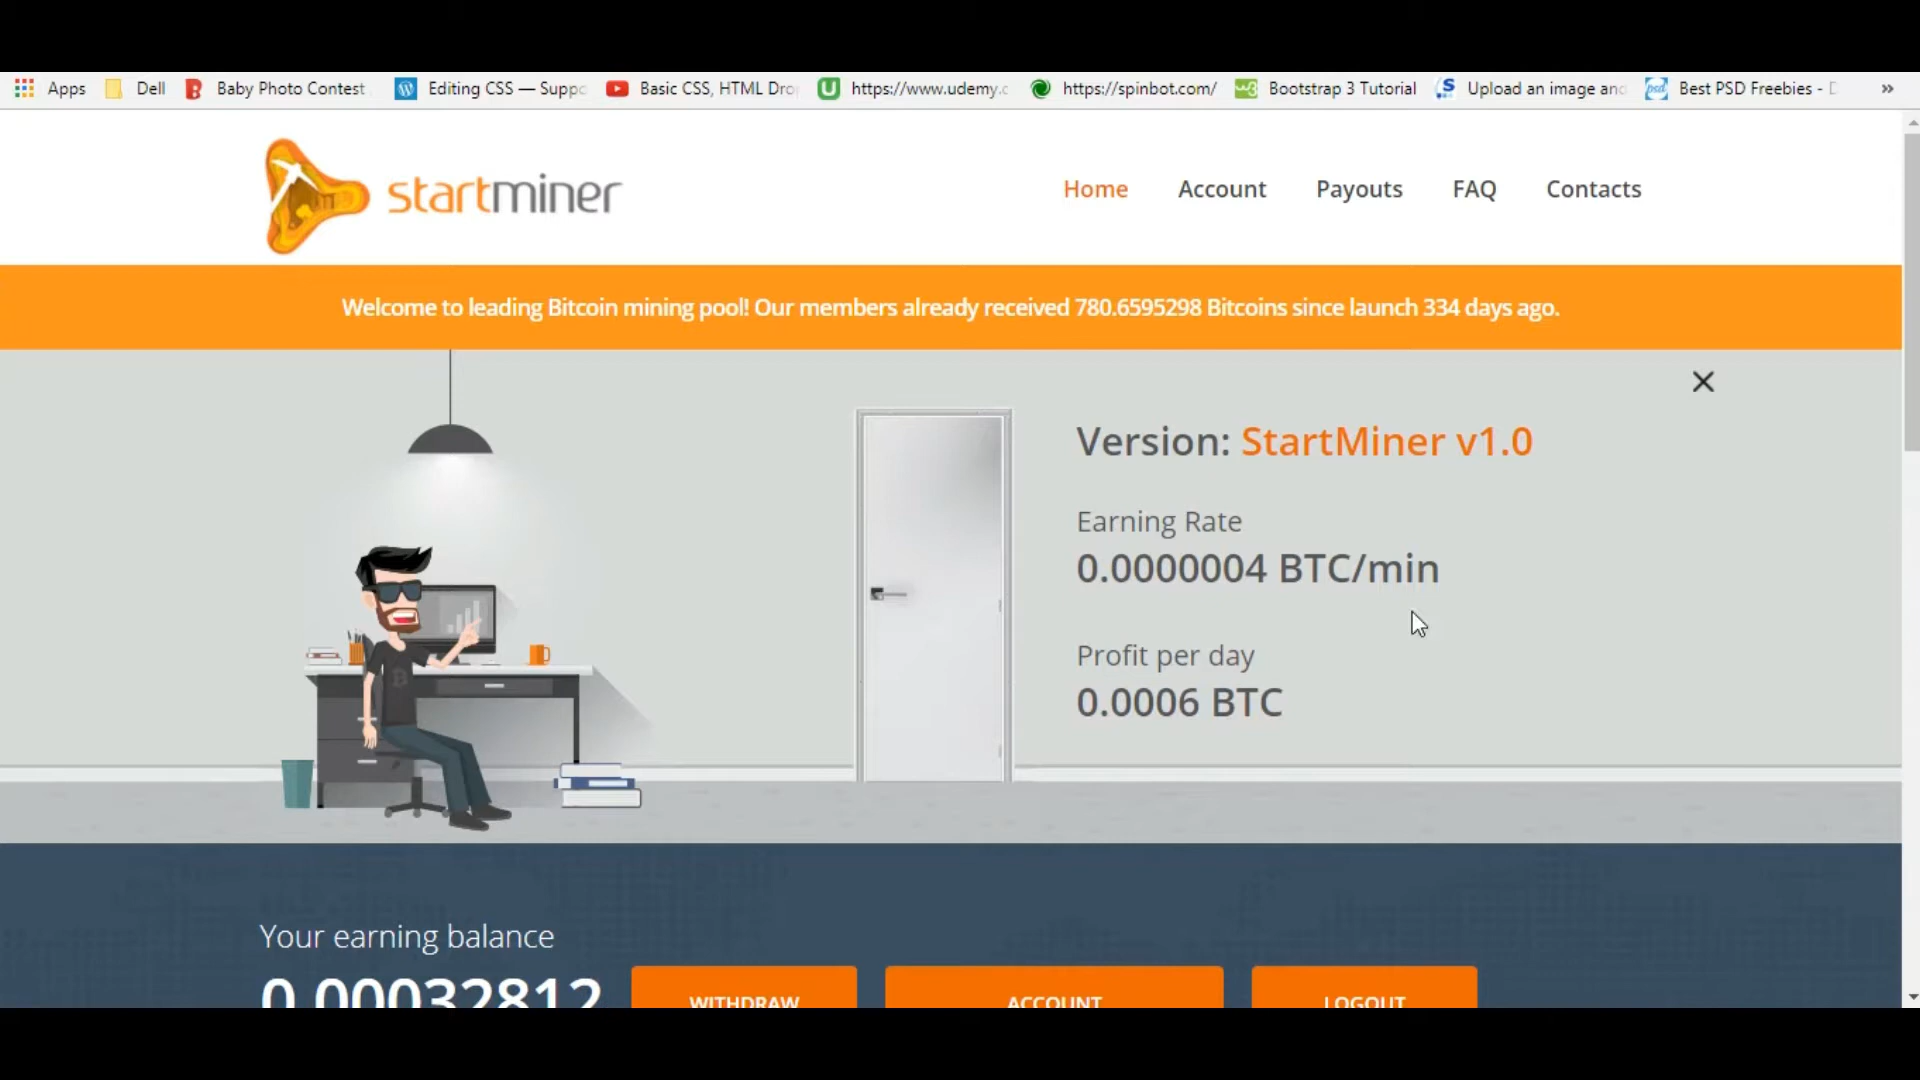 Apps Dell Baby Photo Contest Editing CSS — Suppo Basic CSS, HTML Dro https://www.udemy.c https://spinbot.com/ Bootstrap 3 Tutorial Upload an image and Best PSD Freebies - D »
startminer
Home Account Payouts FAQ Contacts
Welcome to leading Bitcoin mining pool! Our members already received 780.6595298 Bitcoins since launch 334 days ago.
Version: StartMiner v1.0
Earning Rate
0.0000004 BTC/min
Profit per day
0.0006 BTC
Your earning balance
0.00032812 WITHDRAW ACCOUNT LOGOUT